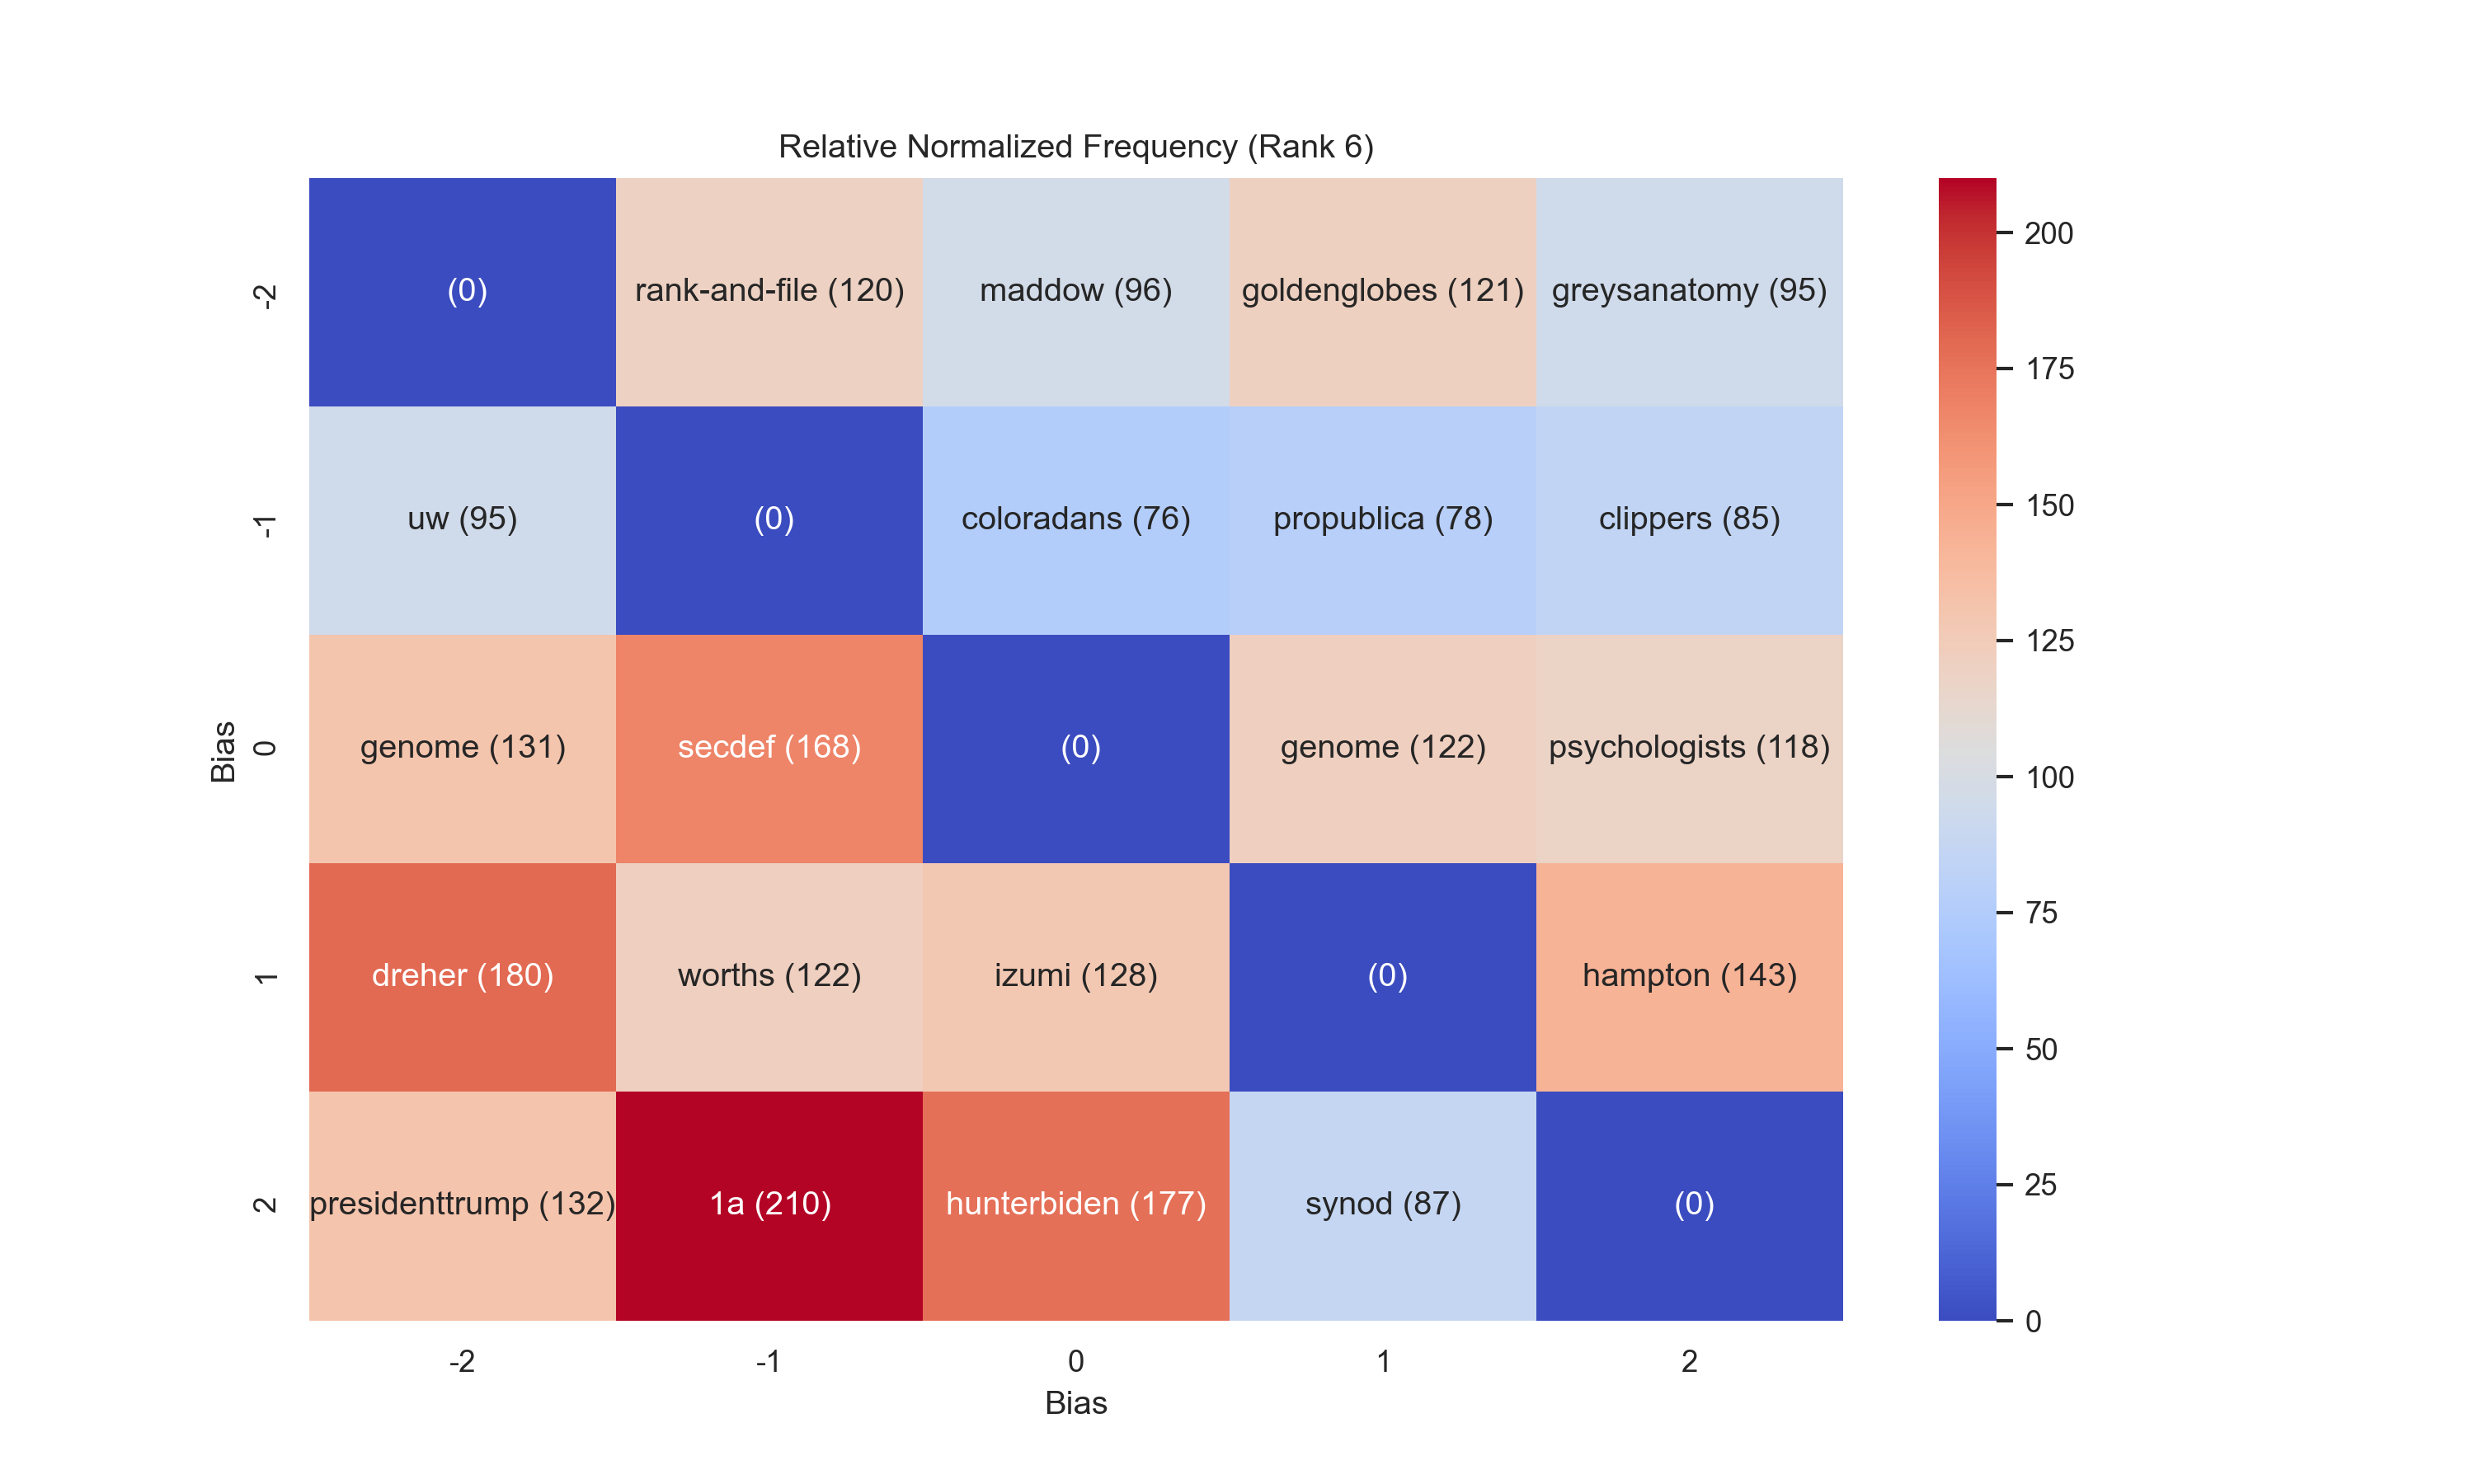 Relative Normalized Frequency (Rank 6)
-2 (0) rank-and-file (120) maddow (96) goldenglobes (121) greysanatomy (95)
-1 uw (95) (0) coloradans (76) propublica (78) clippers (85)
0 genome (131) secdef (168) (0) genome (122) psychologists (118)
1 dreher (180) worths (122) izumi (128) (0) hampton (143)
2 presidenttrump (132) 1a (210) hunterbiden (177) synod (87) (0)
Bias
-2 -1 0 1 2
Bias
200
175
150
125
100
75
50
25
0